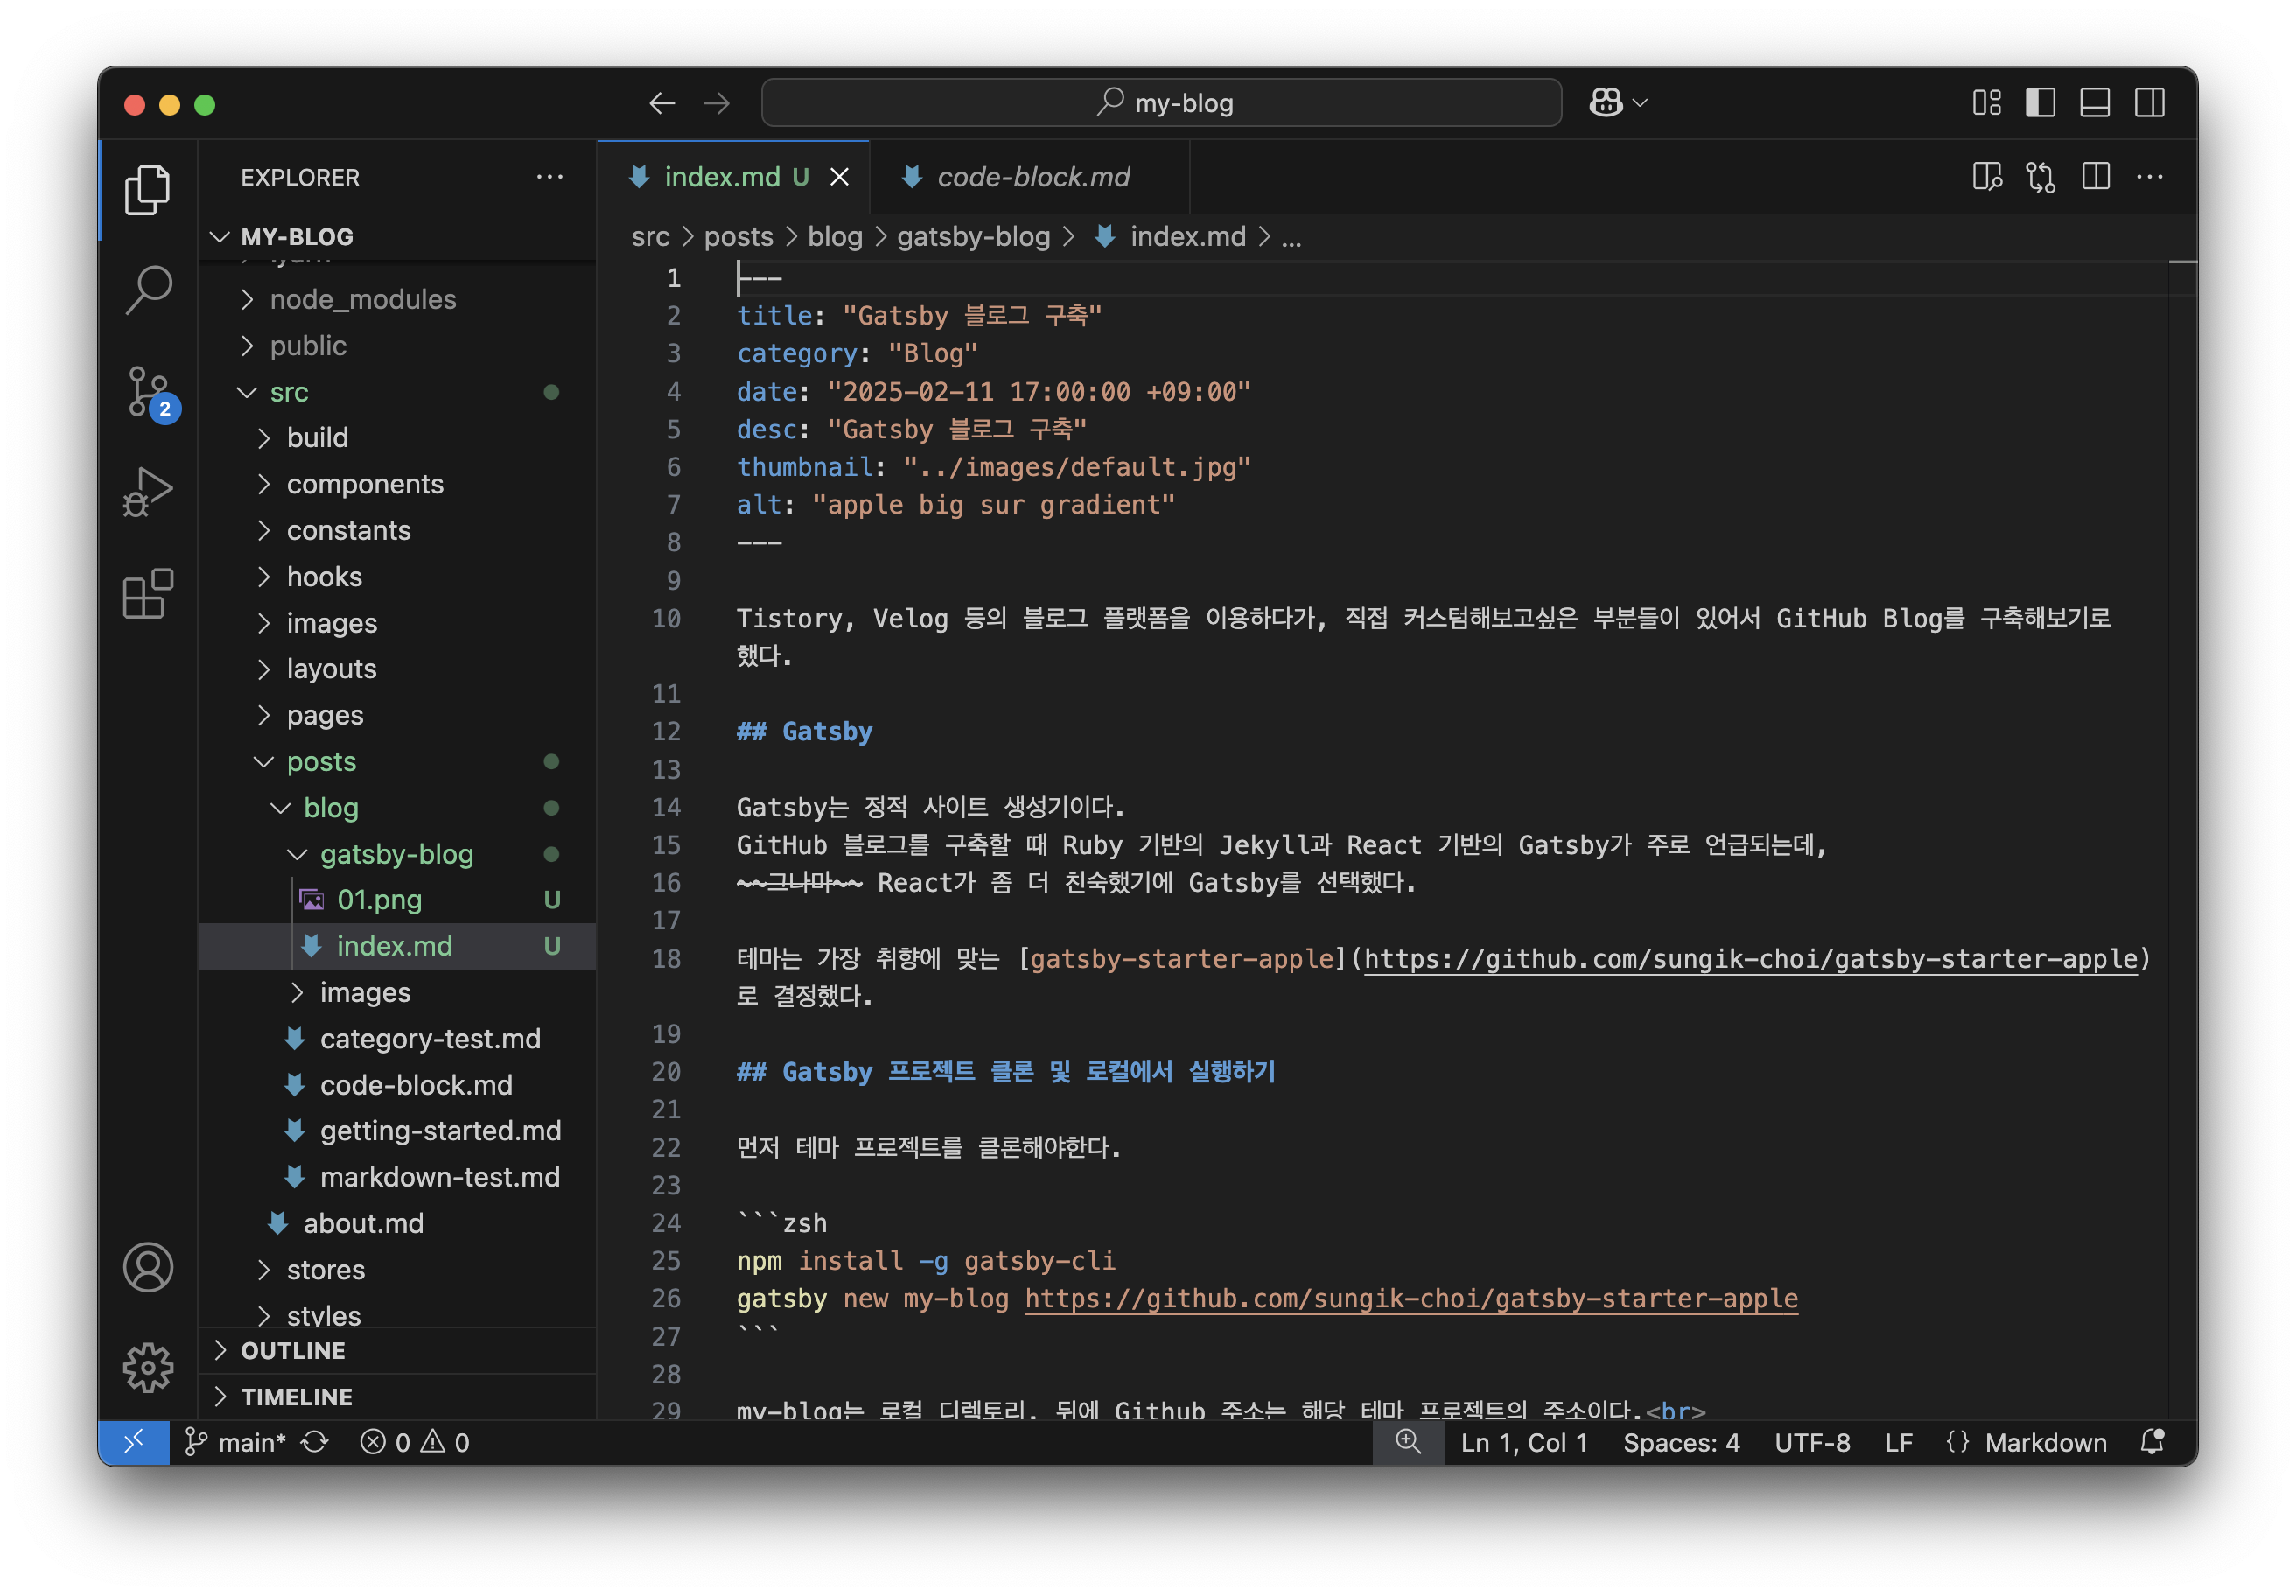 my-blog
EXPLORER
index.md U
code-block.md
MY-BLOG
src > posts > blog > gatsby-blog > index.md > ...
node_modules
public
src
build
components
constants
hooks
images
layouts
pages
posts
blog
gatsby-blog
01.png U
index.md U
images
category-test.md
code-block.md
getting-started.md
markdown-test.md
about.md
stores
styles
OUTLINE
TIMELINE
2
1 ---
2 title: "Gatsby 블로그 구축"
3 category: "Blog"
4 date: "2025-02-11 17:00:00 +09:00"
5 desc: "Gatsby 블로그 구축"
6 thumbnail: "../images/default.jpg"
7 alt: "apple big sur gradient"
8 ---
9
10 Tistory, Velog 등의 블로그 플랫폼을 이용하다가, 직접 커스텀해보고싶은 부분들이 있어서 GitHub Blog를 구축해보기로
했다.
11
12 ## Gatsby
13
14 Gatsby는 정적 사이트 생성기이다.
15 GitHub 블로그를 구축할 때 Ruby 기반의 Jekyll과 React 기반의 Gatsby가 주로 언급되는데,
16 ~~그나마~~ React가 좀 더 친숙했기에 Gatsby를 선택했다.
17
18 테마는 가장 취향에 맞는 [gatsby-starter-apple](https://github.com/sungik-choi/gatsby-starter-apple)
로 결정했다.
19
20 ## Gatsby 프로젝트 클론 및 로컬에서 실행하기
21
22 먼저 테마 프로젝트를 클론해야한다.
23
24 ```zsh
25 npm install -g gatsby-cli
26 gatsby new my-blog https://github.com/sungik-choi/gatsby-starter-apple
27 ```
28
29 my-blog는 로컬 디렉토리, 뒤에 Github 주소는 해당 테마 프로젝트의 주소이다.<br>
main* 0 0
Ln 1, Col 1 Spaces: 4 UTF-8 LF {} Markdown